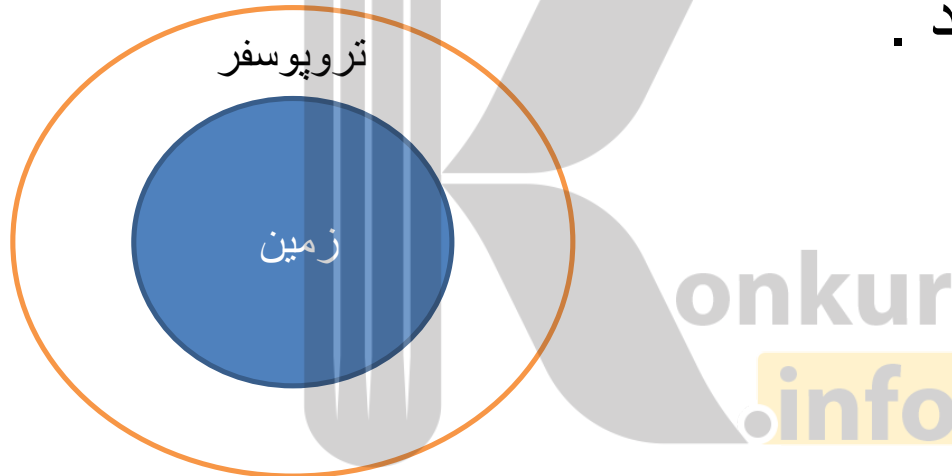 د .
تروپوسفر
زمین
onkur
.info